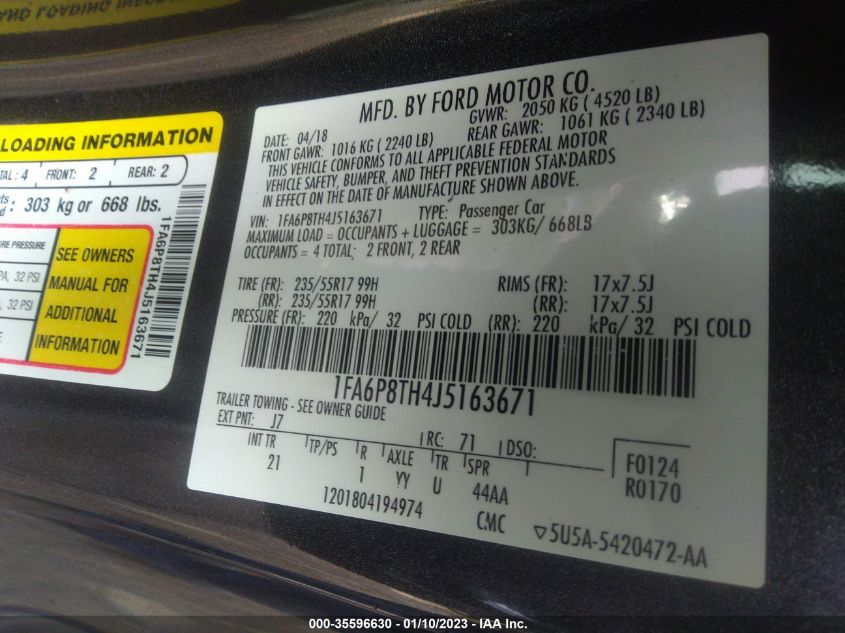 AND LOADING INFO
LOADING INFORMATION
TAL: 4 FRONT: 2 REAR: 2
: 303 kg or 668 lbs.
RE PRESSURE
PA, 32 PSI
, 32 PSI
SEE OWNERS
MANUAL FOR
ADDITIONAL
INFORMATION
1FA6P8TH4J5163671
MFD. BY FORD MOTOR CO.
DATE: 04/18 GVWR: 2050 KG ( 4520 LB)
FRONT GAWR: 1016 KG ( 2240 LB) REAR GAWR: 1061 KG ( 2340 LB)
THIS VEHICLE CONFORMS TO ALL APPLICABLE FEDERAL MOTOR
VEHICLE SAFETY, BUMPER, AND THEFT PREVENTION STANDARDS
IN EFFECT ON THE DATE OF MANUFACTURE SHOWN ABOVE.
VIN: 1FA6P8TH4J5163671 TYPE: Passenger Car
MAXIMUM LOAD = OCCUPANTS + LUGGAGE = 303KG/ 668LB
OCCUPANTS = 4 TOTAL; 2 FRONT, 2 REAR
TIRE (FR): 235/55R17 99H RIMS (FR): 17x7.5J
(RR): 235/55R17 99H (RR): 17x7.5J
PRESSURE (FR): 220 kPa/ 32 PSI COLD (RR): 220 kPa/ 32 PSI COLD
1FA6P8TH4J5163671
TRAILER TOWING - SEE OWNER GUIDE
EXT PNT: J7 RC: 71 DSO:
INT TR TP/PS R AXLE TR SPR F0124
21 1 YY U 44AA R0170
1201804194974 CMC ▽5U5A-5420472-AA
000-35596630 - 01/10/2023 - IAA Inc.